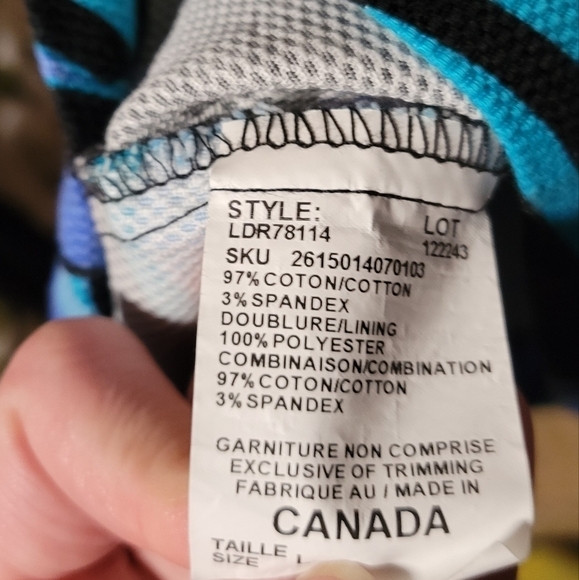 STYLE:
LDR78114
LOT
122243
SKU 2615014070103
97% COTON/COTTON
3% SPANDEX
DOUBLURE/LINING
100% POLYESTER
COMBINAISON/COMBINATION
97% COTON/COTTON
3% SPANDEX
GARNITURE NON COMPRISE
EXCLUSIVE OF TRIMMING
FABRIQUE AU / MADE IN
CANADA
TAILLE
SIZE